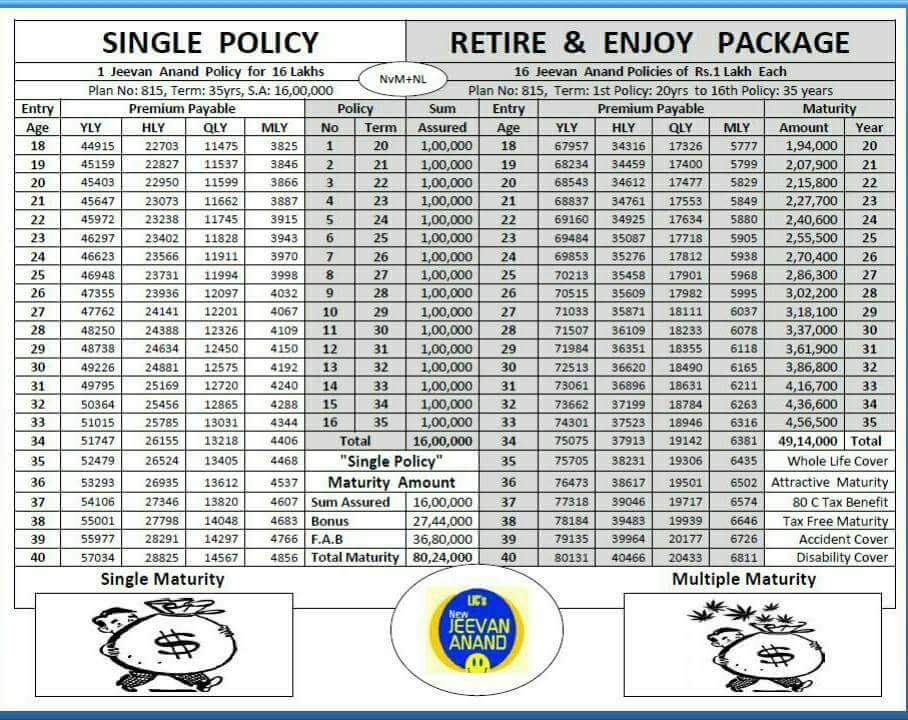 SINGLE POLICY RETIRE & ENJOY PACKAGE
1 Jeevan Anand Policy for 16 Lakhs NvM+NL 16 Jeevan Anand Policies of Rs.1 Lakh Each
Plan No: 815, Term: 35yrs, S.A: 16,00,000 Plan No: 815, Term: 1st Policy: 20yrs to 16th Policy: 35 years
Entry Premium Payable Policy Sum Entry Premium Payable Maturity
Age YLY HLY QLY MLY No Term Assured Age YLY HLY QLY MLY Amount Year
18 44915 22703 11475 3825 1 20 1,00,000 18 67957 34316 17326 5777 1,94,000 20
19 45159 22827 11537 3846 2 21 1,00,000 19 68234 34459 17400 5799 2,07,900 21
20 45403 22950 11599 3866 3 22 1,00,000 20 68543 34612 17477 5829 2,15,800 22
21 45647 23073 11662 3887 4 23 1,00,000 21 68837 34761 17553 5849 2,27,700 23
22 45972 23238 11745 3915 5 24 1,00,000 22 69160 34925 17634 5880 2,40,600 24
23 46297 23402 11828 3943 6 25 1,00,000 23 69484 35087 17718 5905 2,55,500 25
24 46623 23566 11911 3970 7 26 1,00,000 24 69853 35276 17812 5938 2,70,400 26
25 46948 23731 11994 3998 8 27 1,00,000 25 70213 35458 17901 5968 2,86,300 27
26 47355 23936 12097 4032 9 28 1,00,000 26 70515 35609 17982 5995 3,02,200 28
27 47762 24141 12201 4067 10 29 1,00,000 27 71033 35871 18111 6037 3,18,100 29
28 48250 24388 12326 4109 11 30 1,00,000 28 71507 36109 18233 6078 3,37,000 30
29 48738 24634 12450 4150 12 31 1,00,000 29 71984 36351 18355 6118 3,61,900 31
30 49226 24881 12575 4192 13 32 1,00,000 30 72513 36620 18490 6165 3,86,800 32
31 49795 25169 12720 4240 14 33 1,00,000 31 73061 36896 18631 6211 4,16,700 33
32 50364 25456 12865 4288 15 34 1,00,000 32 73662 37199 18784 6263 4,36,600 34
33 51015 25785 13031 4344 16 35 1,00,000 33 74301 37523 18946 6316 4,56,500 35
34 51747 26155 13218 4406 Total 16,00,000 34 75075 37913 19142 6381 49,14,000 Total
35 52479 26524 13405 4468 "Single Policy" 35 75705 38231 19306 6435 Whole Life Cover
36 53293 26935 13612 4537 Maturity Amount 36 76473 38617 19501 6502 Attractive Maturity
37 54106 27346 13820 4607 Sum Assured 16,00,000 37 77318 39046 19717 6574 80 C Tax Benefit
38 55001 27798 14048 4683 Bonus 27,44,000 38 78184 39483 19939 6646 Tax Free Maturity
39 55977 28291 14297 4766 F.A.B 36,80,000 39 79135 39964 20177 6726 Accident Cover
40 57034 28825 14567 4856 Total Maturity 80,24,000 40 80131 40466 20433 6811 Disability Cover
Single Maturity Multiple Maturity
$
LIC's
New
JEEVAN
ANAND
$